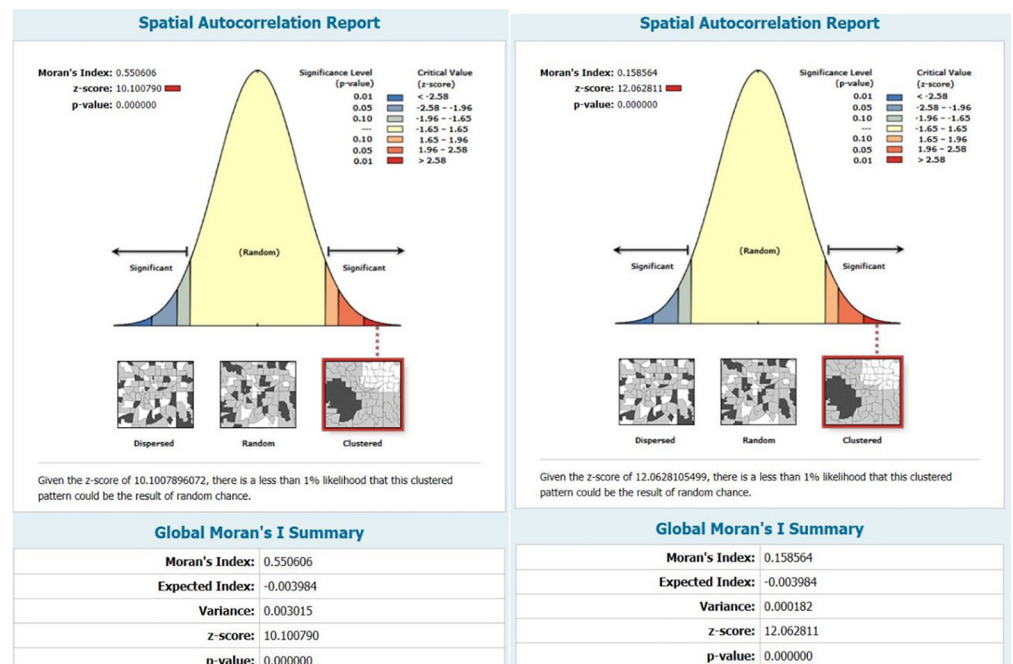 Spatial Autocorrelation Report
Moran's Index: 0.550606
z-score: 10.100790
p-value: 0.000000
Significance Level
(p-value)
Critical Value
(z-score)
0.01 < -2.58
0.05 -2.58 - -1.96
0.10 -1.96 - -1.65
--- -1.65 - 1.65
0.10 1.65 - 1.96
0.05 1.96 - 2.58
0.01 > 2.58
(Random)
Significant
Significant
Dispersed
Random
Clustered
Given the z-score of 10.1007896072, there is a less than 1% likelihood that this clustered
pattern could be the result of random chance.
Global Moran's I Summary
Moran's Index: 0.550606
Expected Index: -0.003984
Variance: 0.003015
z-score: 10.100790
p-value: 0.000000
Spatial Autocorrelation Report
Moran's Index: 0.158564
z-score: 12.062811
p-value: 0.000000
Significance Level
(p-value)
Critical Value
(z-score)
0.01 < -2.58
0.05 -2.58 - -1.96
0.10 -1.96 - -1.65
--- -1.65 - 1.65
0.10 1.65 - 1.96
0.05 1.96 - 2.58
0.01 > 2.58
(Random)
Significant
Significant
Dispersed
Random
Clustered
Given the z-score of 12.0628105499, there is a less than 1% likelihood that this clustered
pattern could be the result of random chance.
Global Moran's I Summary
Moran's Index: 0.158564
Expected Index: -0.003984
Variance: 0.000182
z-score: 12.062811
p-value: 0.000000